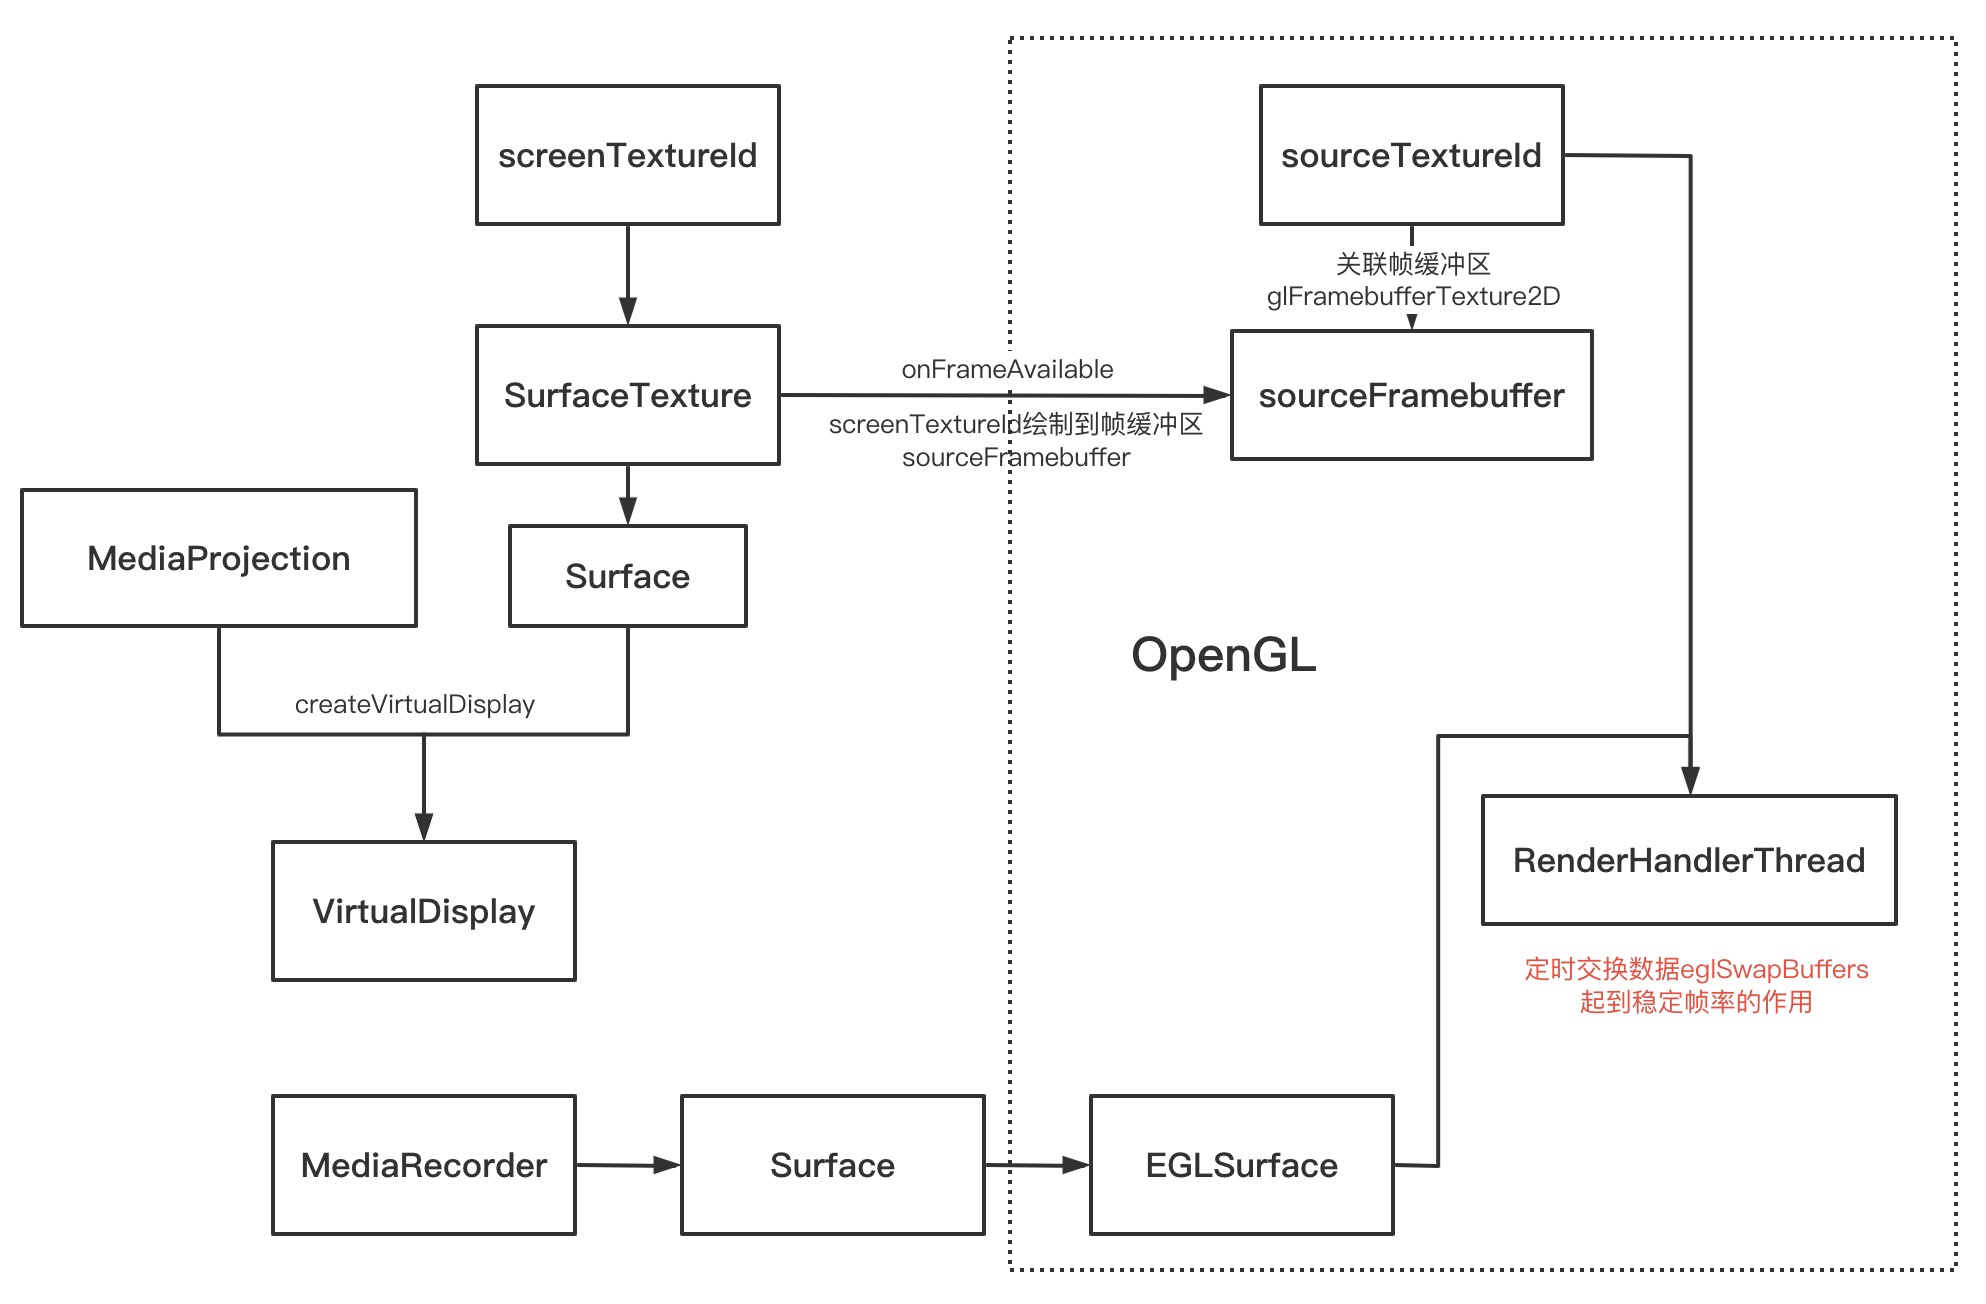 screenTextureId
sourceTextureId
关联帧缓冲区
glFramebufferTexture2D
SurfaceTexture
onFrameAvailable
screenTextureId绘制到帧缓冲区
sourceFramebuffer
sourceFramebuffer
MediaProjection
Surface
OpenGL
createVirtualDisplay
VirtualDisplay
RenderHandlerThread
定时交换数据eglSwapBuffers
起到稳定帧率的作用
MediaRecorder
Surface
EGLSurface